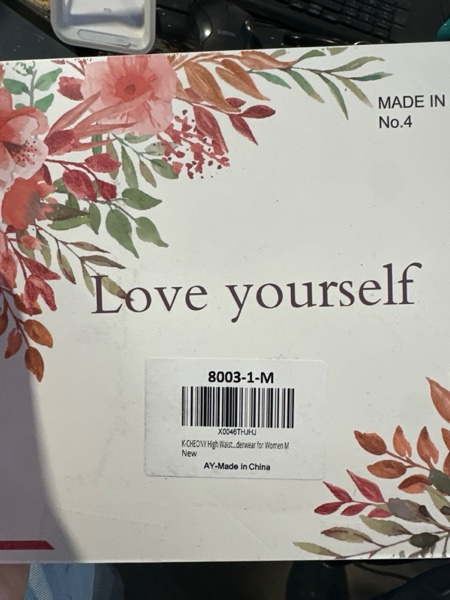 MADE IN
No.4
Love yourself
8003-1-M
X0046THJHJ
K-CHEONY High Waist...derwear for Women M
New
AY-Made in China